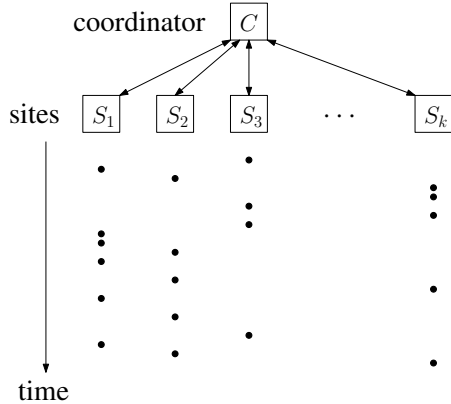 coordinator C
sites S₁ S₂ S₃ ··· Sₖ
time